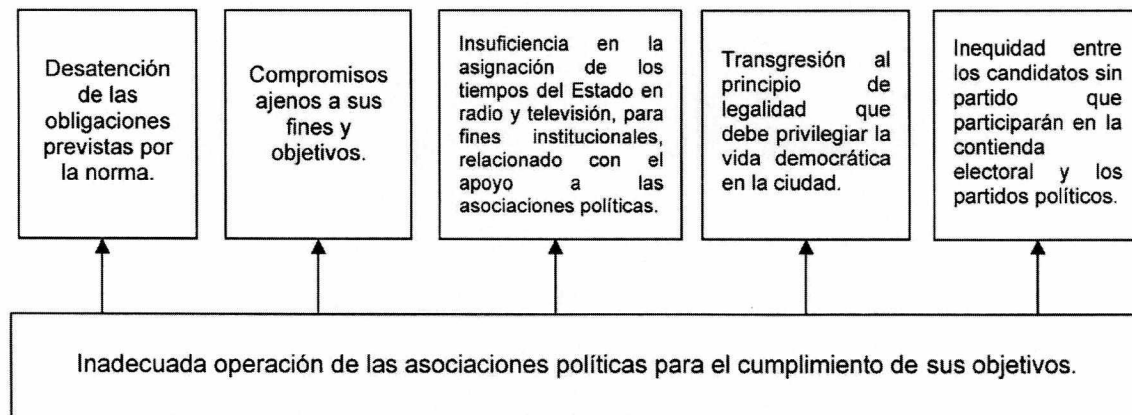 Desatención
de las
obligaciones
previstas por
la norma.
Compromisos
ajenos a sus
fines y
objetivos.
Insuficiencia en la
asignación de los
tiempos del Estado en
radio y televisión, para
fines institucionales,
relacionado con el
apoyo a las
asociaciones políticas.
Transgresión al
principio de
legalidad que
debe privilegiar la
vida democrática
en la ciudad.
Inequidad entre
los candidatos sin
partido que
participarán en la
contienda
electoral y los
partidos políticos.
Inadecuada operación de las asociaciones políticas para el cumplimiento de sus objetivos.